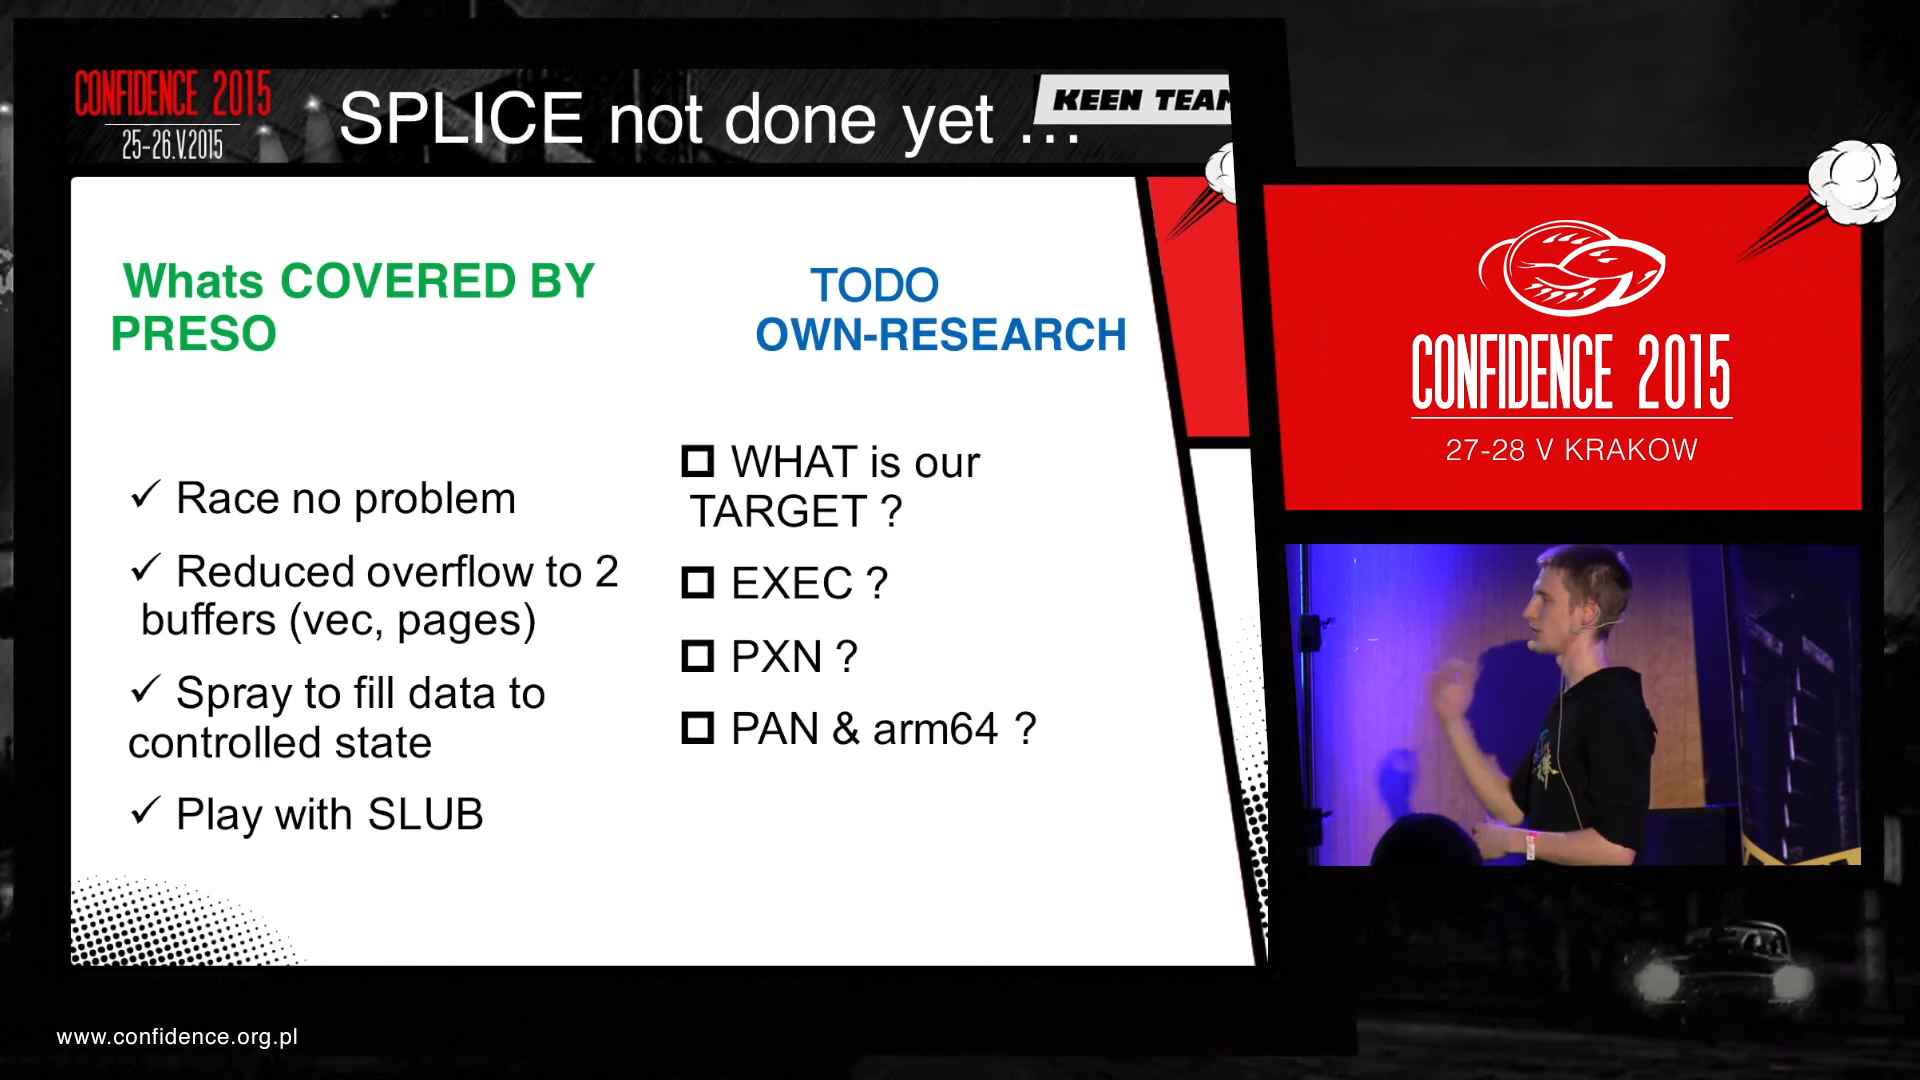 CONFIDENCE 2015
25-26.V.2015
SPLICE not done yet ...
KEEN TEAM
Whats COVERED BY
PRESO
✓ Race no problem
✓ Reduced overflow to 2
buffers (vec, pages)
✓ Spray to fill data to
controlled state
✓ Play with SLUB
TODO
OWN-RESEARCH
WHAT is our
TARGET ?
EXEC ?
PXN ?
PAN & arm64 ?
CONFIDENCE 2015
27-28 V KRAKOW
www.confidence.org.pl